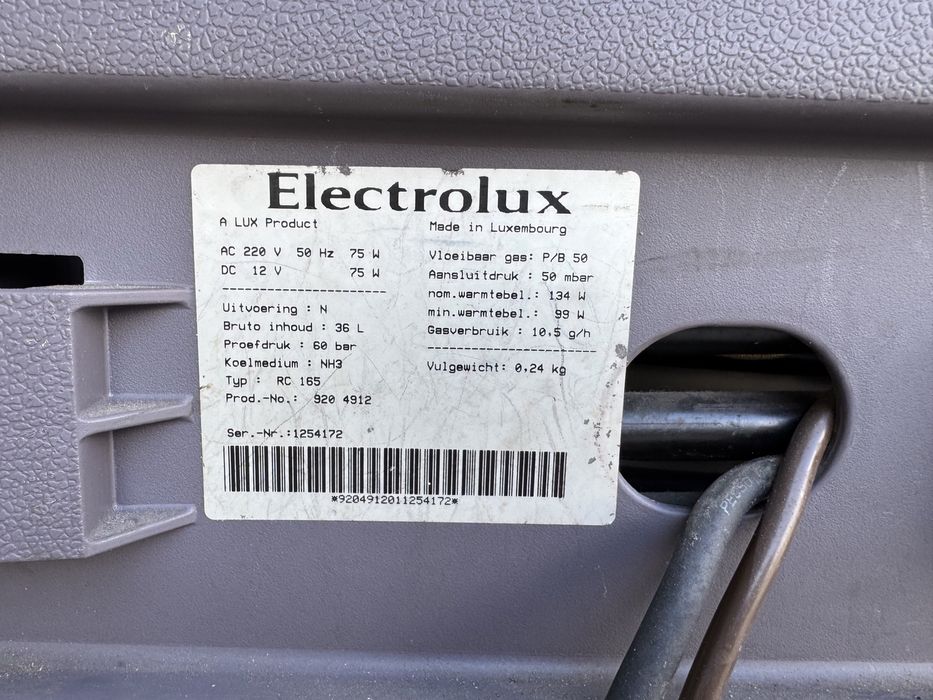 Electrolux
A LUX Product
Made in Luxembourg
AC 220 V 50 Hz 75 W
DC 12 V 75 W
Uitvoering : N
Bruto inhoud : 36 L
Proefdruk : 60 bar
Koelmedium : NH3
Typ : RC 165
Prod.-No.: 920 4912
Vloeibaar gas: P/B 50
Aansluitdruk : 50 mbar
nom.warmtebel.: 134 W
min.warmtebel.: 99 W
Gasverbruik : 10,5 g/h
Vulgewicht: 0,24 kg
Ser.-Nr.:1254172
*9204912011254172*